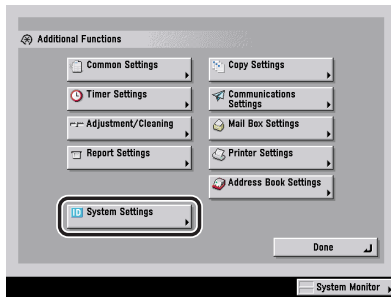 Additional Functions
Common Settings
Copy Settings
Timer Settings
Communications
Settings
Adjustment/Cleaning
Mail Box Settings
Report Settings
Printer Settings
Address Book Settings
ID System Settings
Done
System Monitor